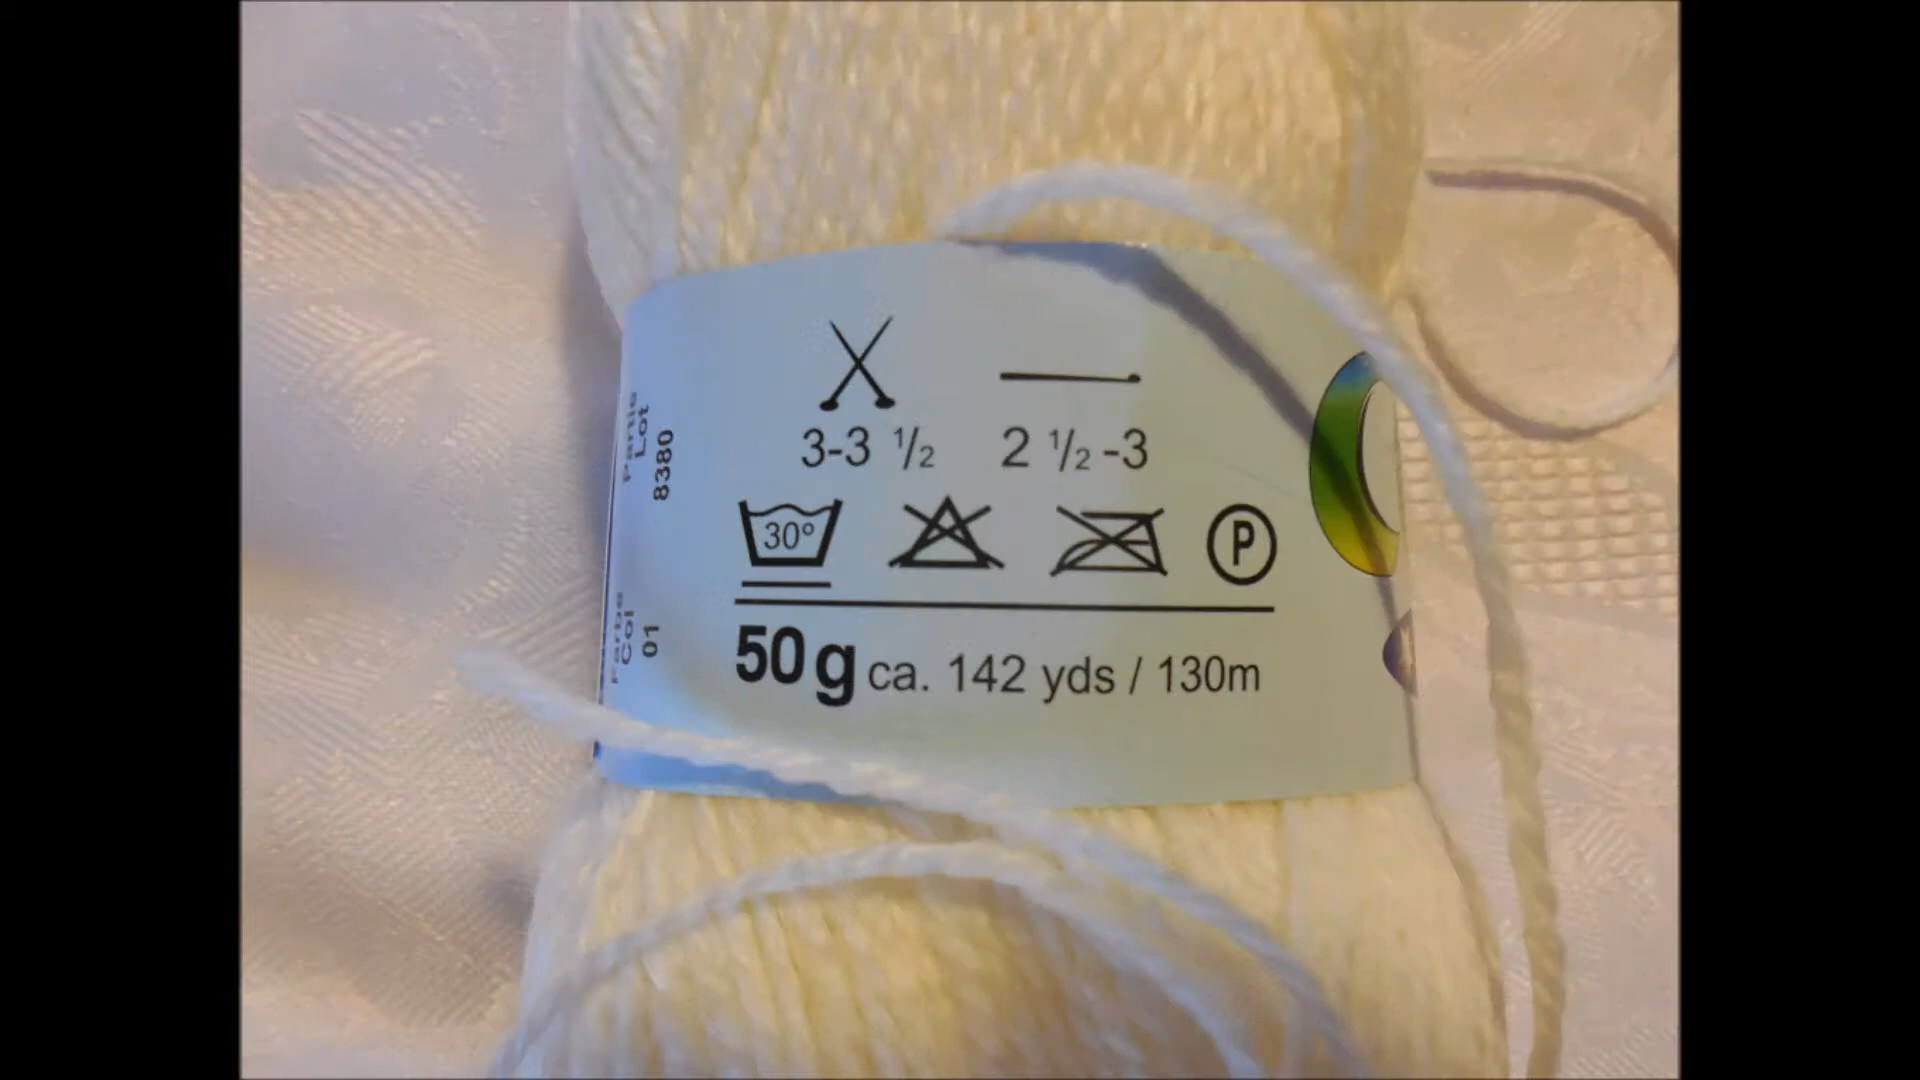 3-3 ½ 2 ½ -3
30° P
50g ca. 142 yds / 130m
Partie
Lot
8380
Farbe
Col
01